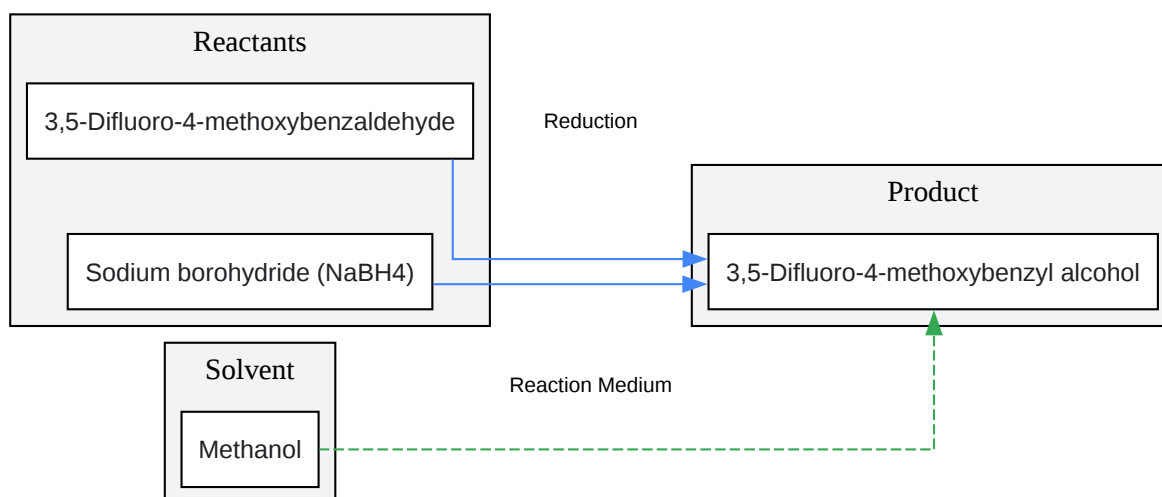 Reactants
3,5-Difluoro-4-methoxybenzaldehyde
Reduction
Product
Sodium borohydride (NaBH4)
3,5-Difluoro-4-methoxybenzyl alcohol
Solvent
Reaction Medium
Methanol